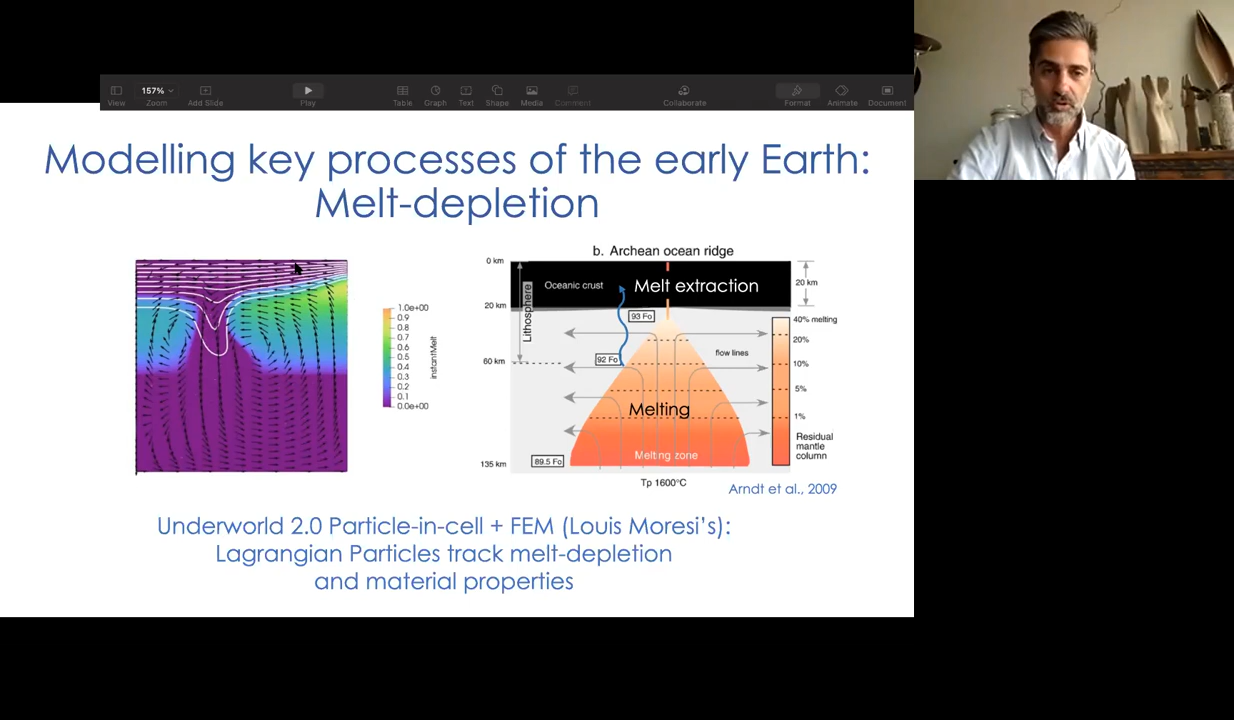 157%
View
Zoom
Add Slide
Play
Table
Graph
Text
Shape
Media
Comment
Collaborate
Format
Animate
Document
Modelling key processes of the early Earth:
Melt-depletion
1.0e+00
0.9
0.8
0.7
0.6
0.5
0.4
0.3
0.2
0.1
0.0e+00
instantMelt
b. Archean ocean ridge
0 km
20 km
60 km
135 km
Lithosphere
Oceanic crust
Melt extraction
20 km
93 Fo
92 Fo
89.5 Fo
flow lines
Melting
Melting zone
40% melting
20%
10%
5%
1%
Residual
mantle
column
Tp 1600°C
Arndt et al., 2009
Underworld 2.0 Particle-in-cell + FEM (Louis Moresi's):
Lagrangian Particles track melt-depletion
and material properties